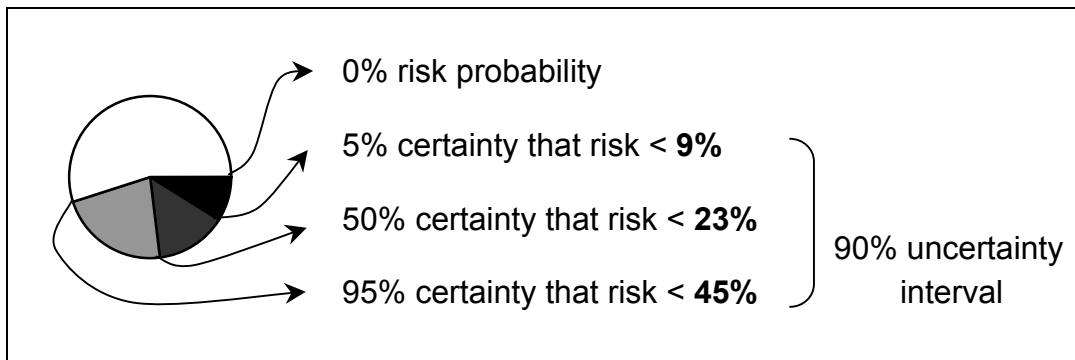 0% risk probability
5% certainty that risk < 9%
50% certainty that risk < 23%
95% certainty that risk < 45%
90% uncertainty
interval